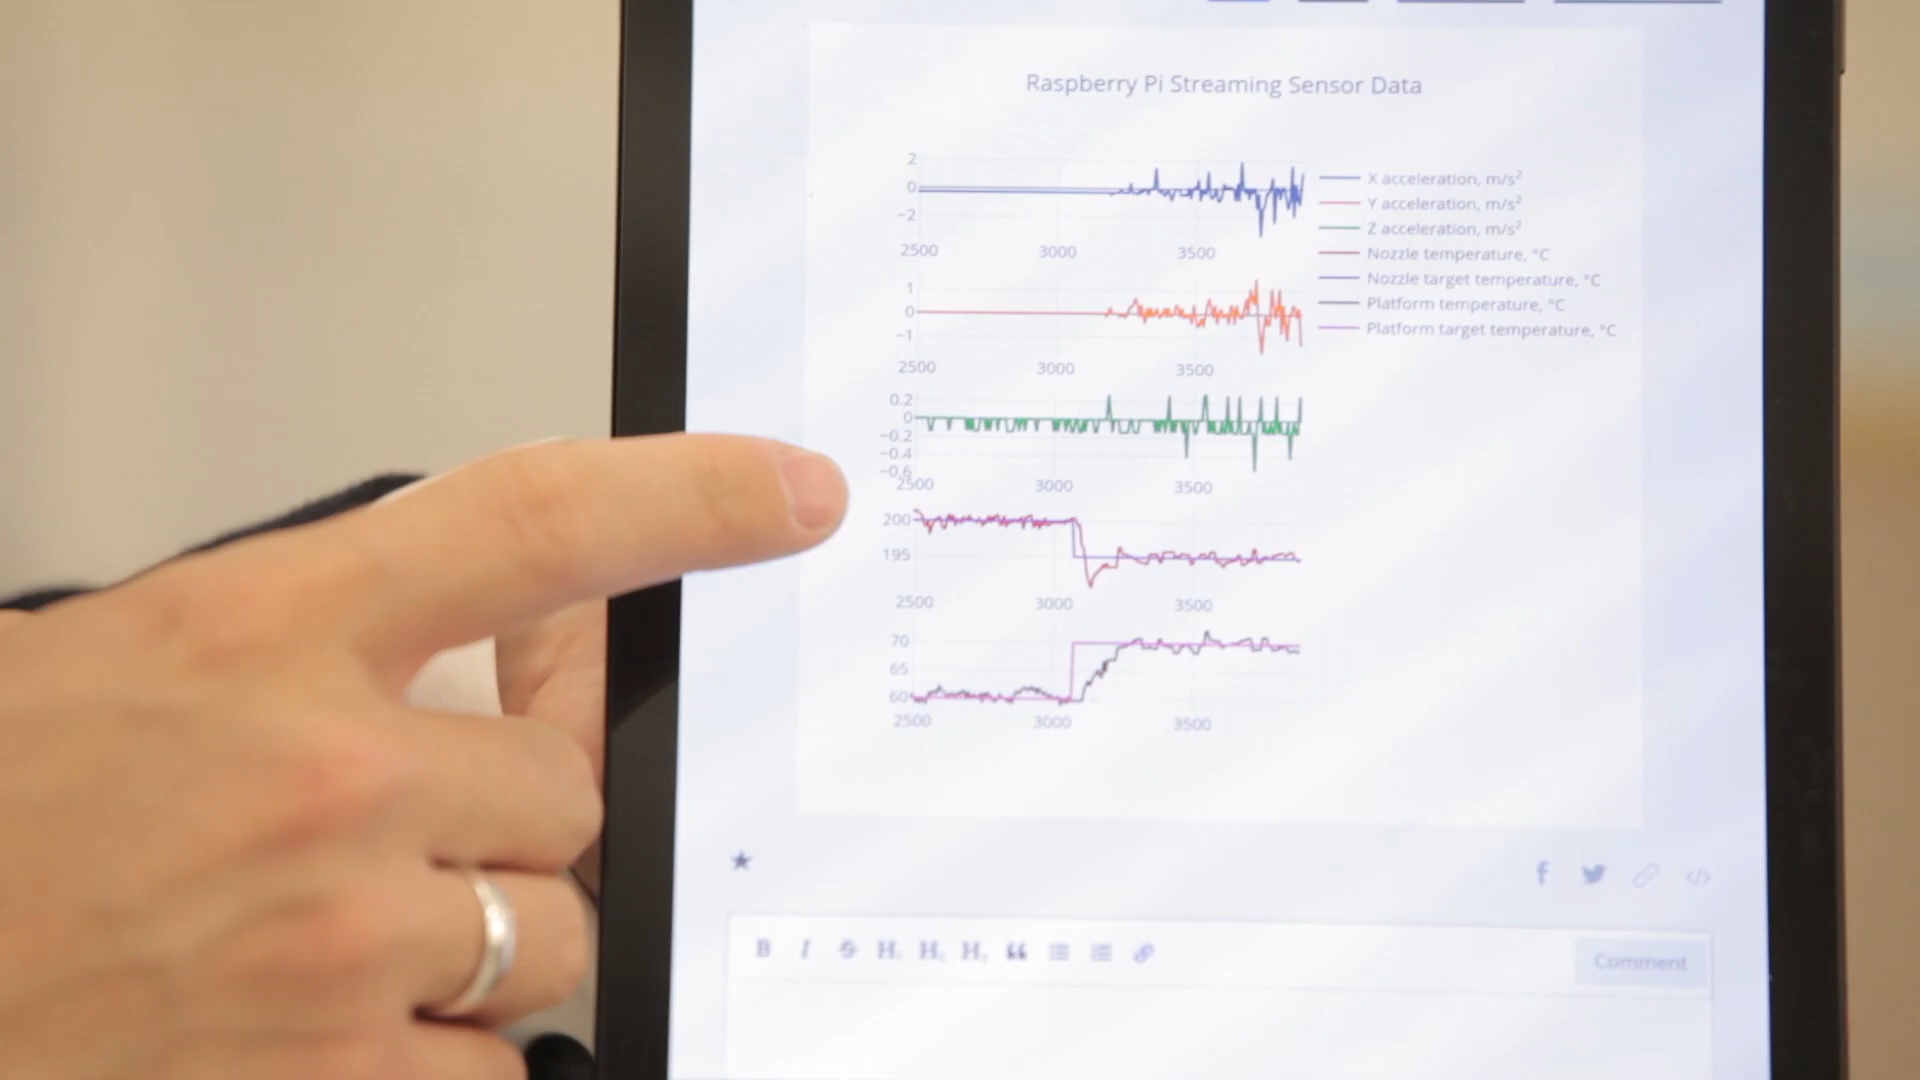 Raspberry Pi Streaming Sensor Data
2
0
−2
2500 3000 3500
X acceleration, m/s²
Y acceleration, m/s²
Z acceleration, m/s²
Nozzle temperature, °C
Nozzle target temperature, °C
Platform temperature, °C
Platform target temperature, °C
1
0
−1
2500 3000 3500
0.2
0
−0.2
−0.4
−0.6
2500 3000 3500
200
195
2500 3000 3500
70
65
60
2500 3000 3500
B I S H H H
Comment